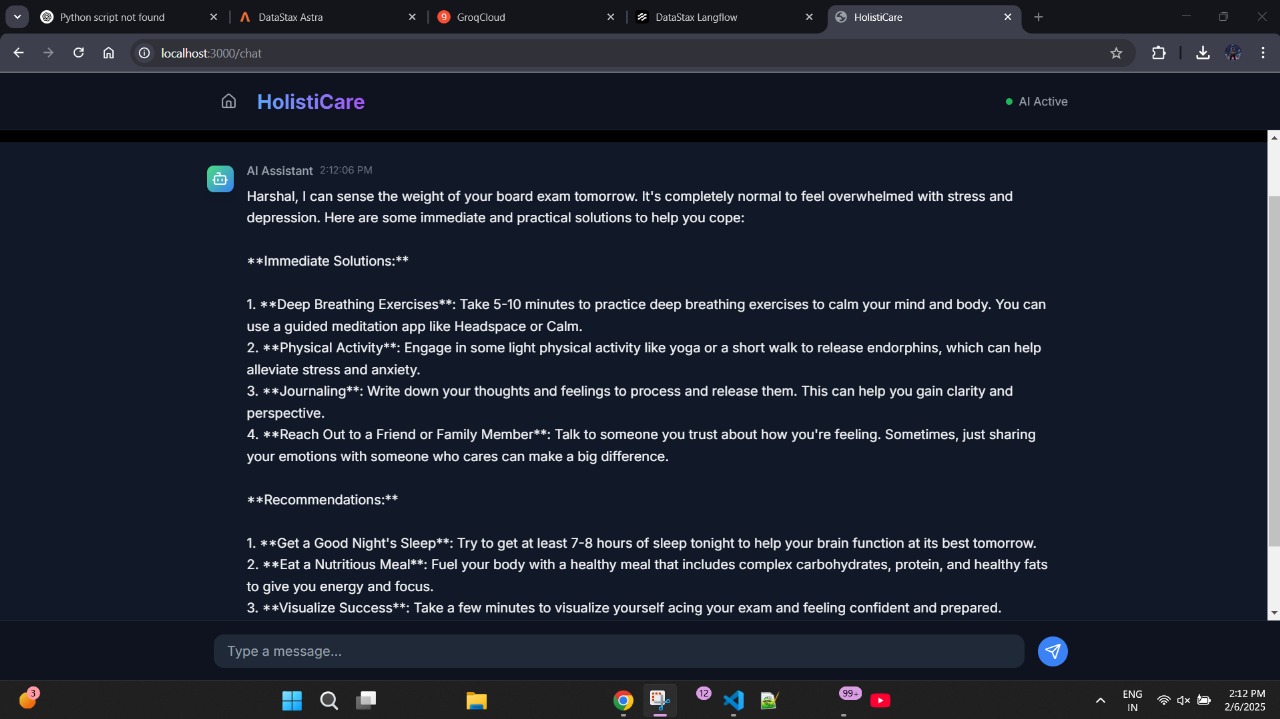 Python script not found
DataStax Astra
GroqCloud
DataStax Langflow
HolistiCare
localhost:3000/chat
HolistiCare
AI Active
AI Assistant 2:12:06 PM
Harshal, I can sense the weight of your board exam tomorrow. It's completely normal to feel overwhelmed with stress and
depression. Here are some immediate and practical solutions to help you cope:
**Immediate Solutions:**
1. **Deep Breathing Exercises**: Take 5-10 minutes to practice deep breathing exercises to calm your mind and body. You can
use a guided meditation app like Headspace or Calm.
2. **Physical Activity**: Engage in some light physical activity like yoga or a short walk to release endorphins, which can help
alleviate stress and anxiety.
3. **Journaling**: Write down your thoughts and feelings to process and release them. This can help you gain clarity and
perspective.
4. **Reach Out to a Friend or Family Member**: Talk to someone you trust about how you're feeling. Sometimes, just sharing
your emotions with someone who cares can make a big difference.
**Recommendations:**
1. **Get a Good Night's Sleep**: Try to get at least 7-8 hours of sleep tonight to help your brain function at its best tomorrow.
2. **Eat a Nutritious Meal**: Fuel your body with a healthy meal that includes complex carbohydrates, protein, and healthy fats
to give you energy and focus.
3. **Visualize Success**: Take a few minutes to visualize yourself acing your exam and feeling confident and prepared.
Type a message...
3
12
99+
ENG
IN
2:12 PM
2/6/2025